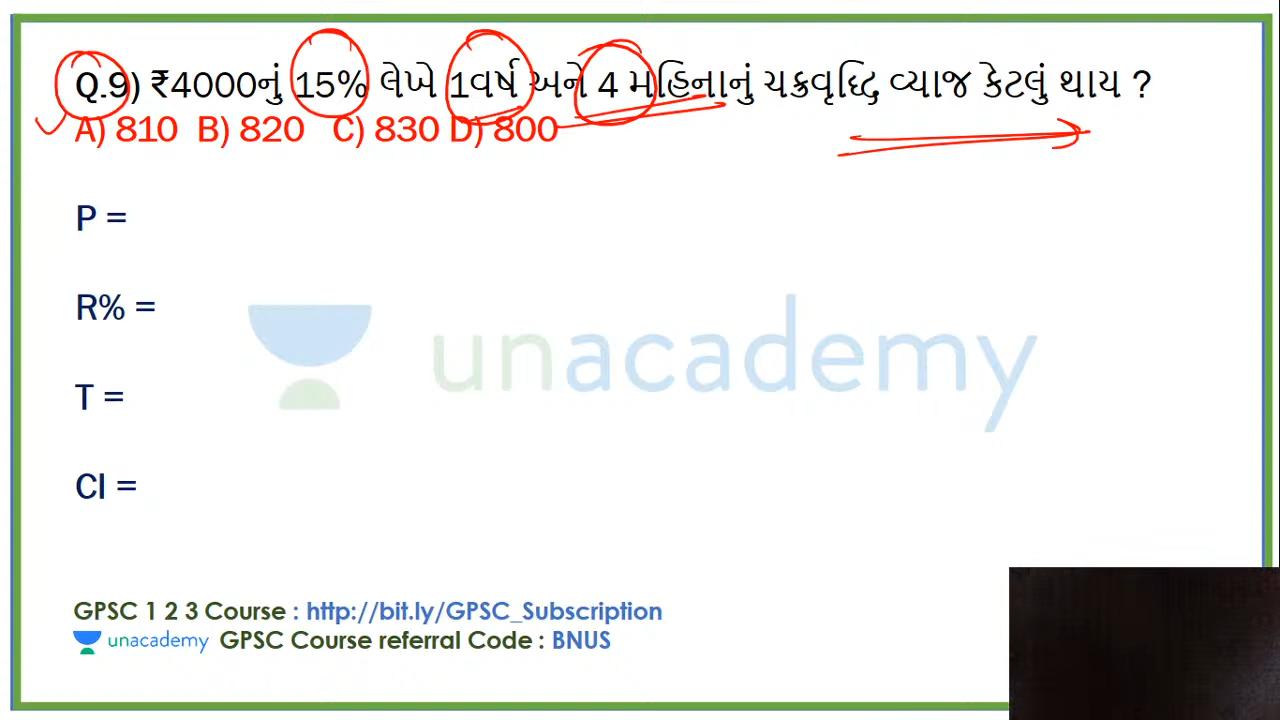 Q.9) ₹4000નું 15% લેખે 1વર્ષ અને 4 મહિનાનું ચક્રવૃધ્ધિ વ્યાજ કેટલું થાય ?
A) 810 B) 820 C) 830 D) 800
P =
R% =
unacademy
T =
CI =
GPSC 1 2 3 Course : http://bit.ly/GPSC_Subscription
unacademy GPSC Course referral Code : BNUS